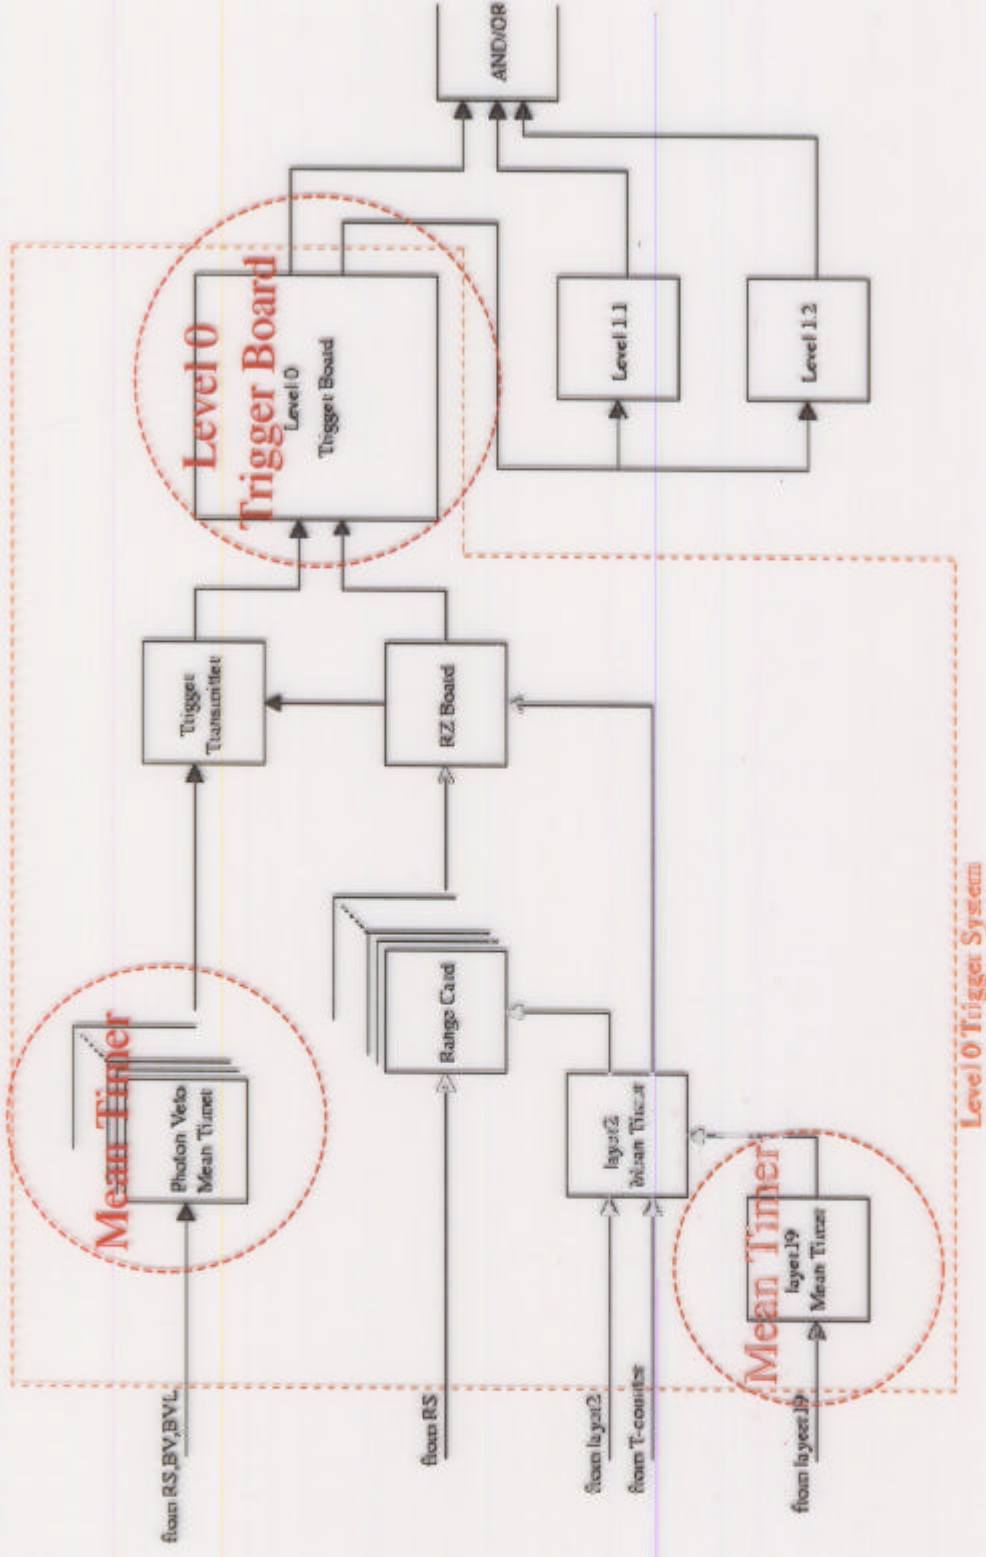 from RS,BV,BVL
Mean Timer
Photon Veto
Mean Timer
Trigger
Transmitter
Level 0
Trigger Board
Level 0
Trigger Board
from RS
Range Card
RZ Board
AND/OR
from layer2
from T-counter
layer2
Mean Timer
Level 1.1
from layer19
Mean Timer
layer19
Mean Timer
Level 1.2
Level 0 Trigger System